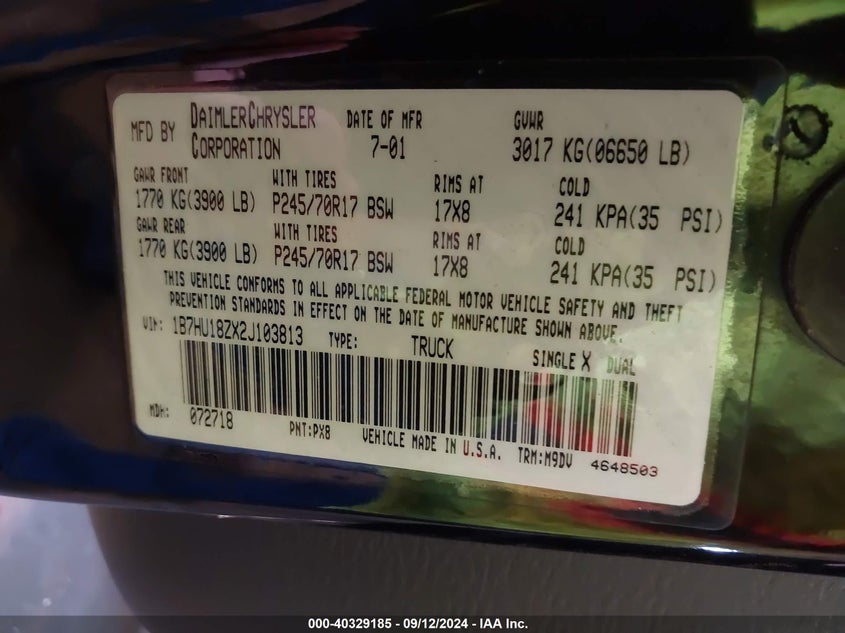 MFD BY DAIMLERCHRYSLER CORPORATION DATE OF MFR 7-01 GVWR 3017 KG(06650 LB)
GAWR FRONT WITH TIRES RIMS AT COLD
1770 KG(3900 LB) P245/70R17 BSW 17X8 241 KPA(35 PSI)
GAWR REAR WITH TIRES RIMS AT COLD
1770 KG(3900 LB) P245/70R17 BSW 17X8 241 KPA(35 PSI)
THIS VEHICLE CONFORMS TO ALL APPLICABLE FEDERAL MOTOR VEHICLE SAFETY AND THEFT
PREVENTION STANDARDS IN EFFECT ON THE DATE OF MANUFACTURE SHOWN ABOVE.
VIN: 1B7HU18ZX2J103813 TYPE: TRUCK SINGLE X DUAL
MDH: 072718 PNT:PX8 VEHICLE MADE IN U.S.A. TRM:M9DV 4648503
000-40329185 - 09/12/2024 - IAA Inc.